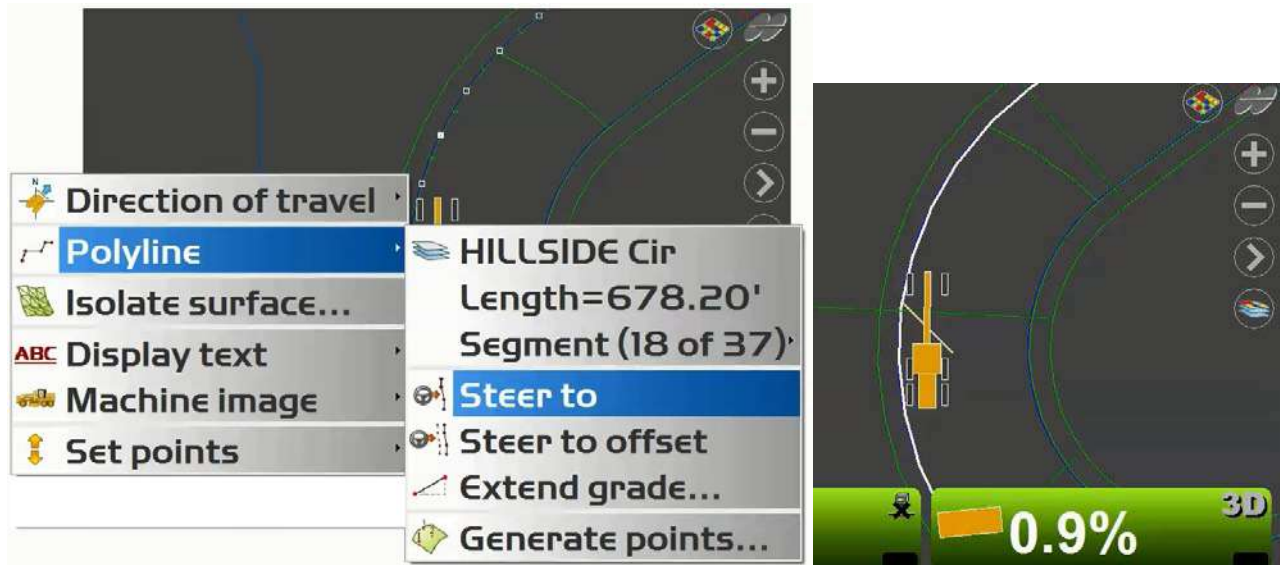 N
Direction of travel
Polyline
Isolate surface...
ABC Display text
Machine image
Set points
HILLSIDE Cir
Length=678.20'
Segment (18 of 37)
Steer to
Steer to offset
Extend grade...
Generate points...
0.9%
3D